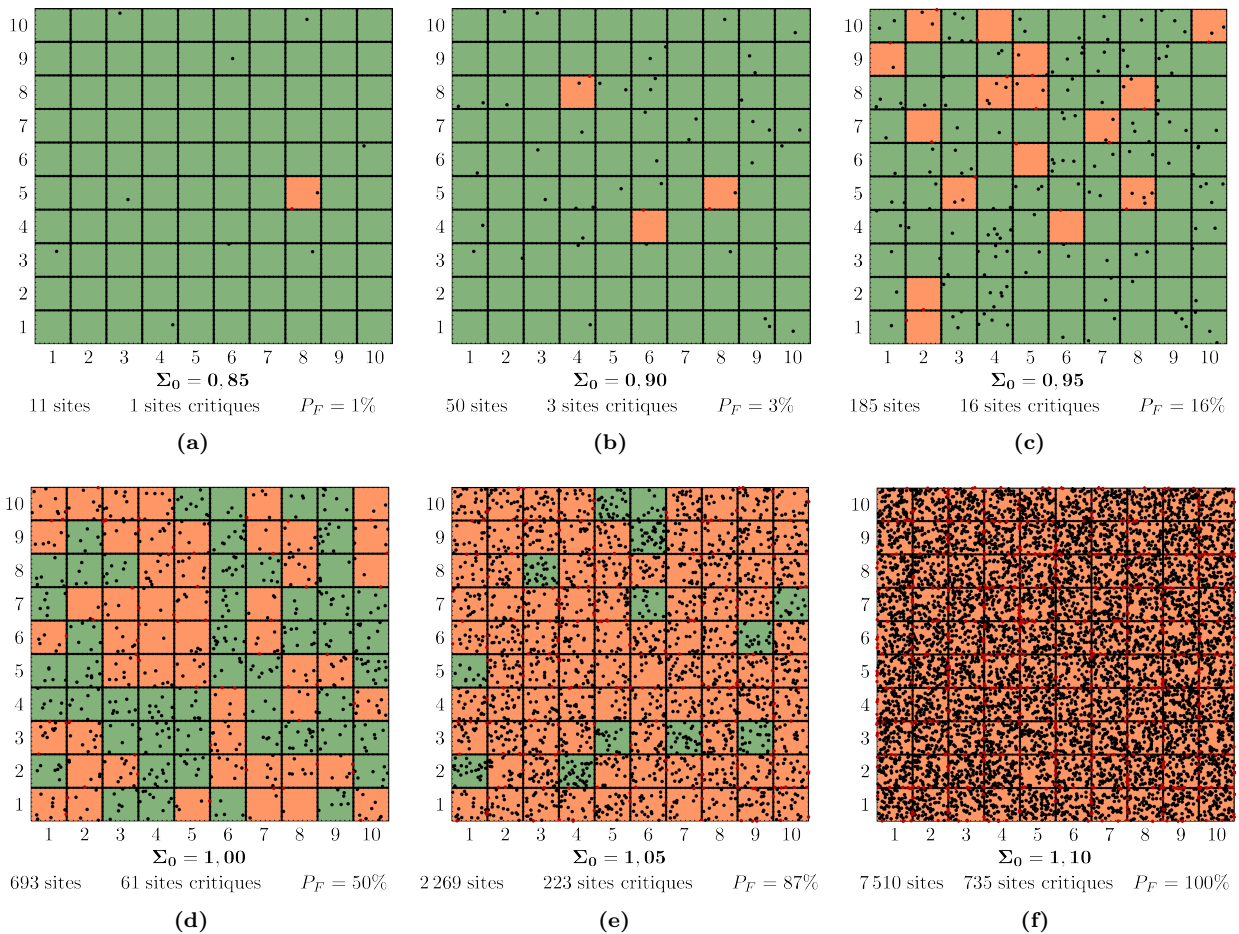 10
9
8
7
6
5
4
3
2
1
1 2 3 4 5 6 7 8 9 10
Σ₀ = 0,85
11 sites 1 sites critiques P_F = 1%
(a)
10
9
8
7
6
5
4
3
2
1
1 2 3 4 5 6 7 8 9 10
Σ₀ = 0,90
50 sites 3 sites critiques P_F = 3%
(b)
10
9
8
7
6
5
4
3
2
1
1 2 3 4 5 6 7 8 9 10
Σ₀ = 0,95
185 sites 16 sites critiques P_F = 16%
(c)
10
9
8
7
6
5
4
3
2
1
1 2 3 4 5 6 7 8 9 10
Σ₀ = 1,00
693 sites 61 sites critiques P_F = 50%
(d)
10
9
8
7
6
5
4
3
2
1
1 2 3 4 5 6 7 8 9 10
Σ₀ = 1,05
2 269 sites 223 sites critiques P_F = 87%
(e)
10
9
8
7
6
5
4
3
2
1
1 2 3 4 5 6 7 8 9 10
Σ₀ = 1,10
7 510 sites 735 sites critiques P_F = 100%
(f)